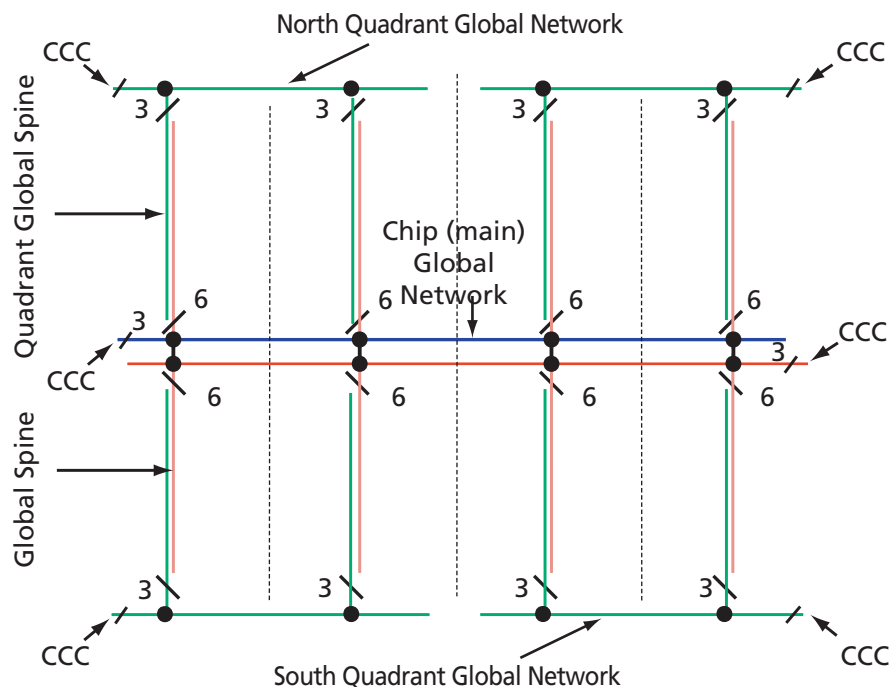 North Quadrant Global Network
CCC
CCC
3
3
3
3
Quadrant Global Spine
Chip (main)
Global
Network
6
6
6
6
3
CCC
3
CCC
6
6
6
6
Global Spine
3
3
3
3
CCC
CCC
South Quadrant Global Network